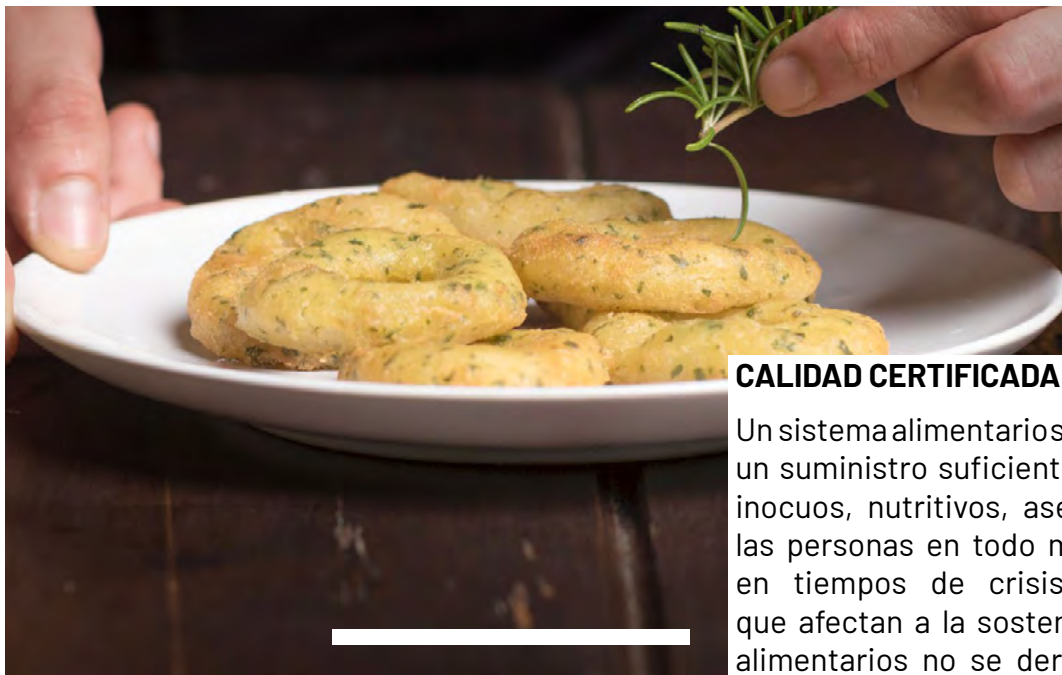 CALIDAD CERTIFICADA
Un sistema alimentario
un suministro
inocuos, nutritivos,
las personas en todo
en tiempos de crisis
que afectan a la
alimentarios no se